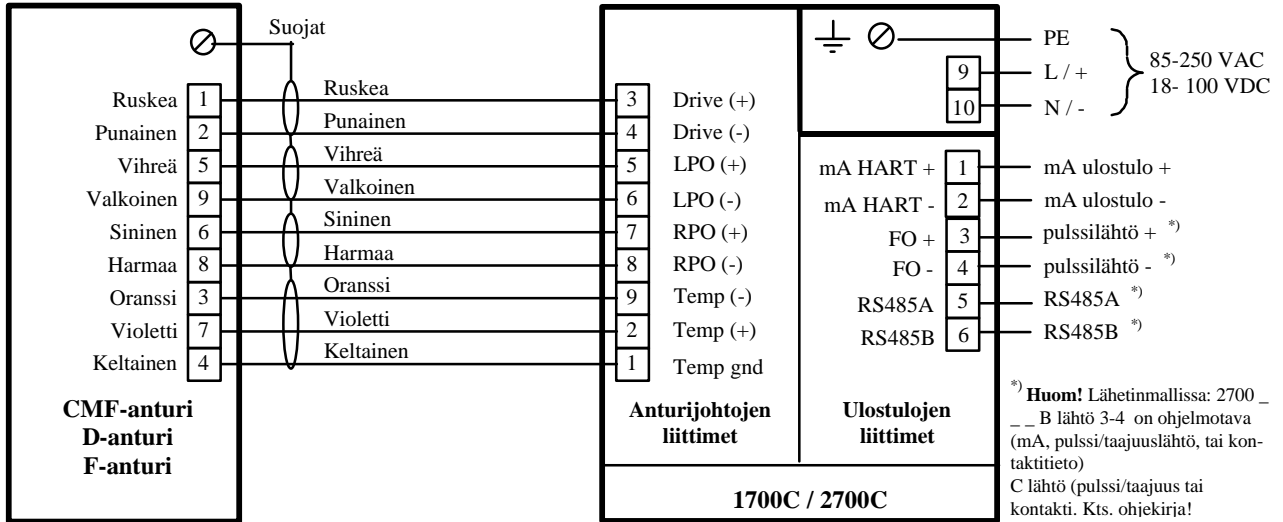 Suojat
Ruskea 1 Ruskea 3 Drive (+)
Punainen 2 Punainen 4 Drive (-)
Vihreä 5 Vihreä 5 LPO (+)
Valkoinen 9 Valkoinen 6 LPO (-)
Sininen 6 Sininen 7 RPO (+)
Harmaa 8 Harmaa 8 RPO (-)
Oranssi 3 Oranssi 9 Temp (-)
Violetti 7 Violetti 2 Temp (+)
Keltainen 4 Keltainen 1 Temp gnd
CMF-anturi
D-anturi
F-anturi
Anturijohtojen
liittimet
PE
9 L / +
10 N / -
85-250 VAC
18- 100 VDC
mA HART + 1 mA ulostulo +
mA HART - 2 mA ulostulo -
FO + 3 pulssilähtö + *)
FO - 4 pulssilähtö - *)
RS485A 5 RS485A *)
RS485B 6 RS485B *)
Ulostulojen
liittimet
1700C / 2700C
*) Huom! Lähetinmallissa: 2700 _
_ _ B lähtö 3-4 on ohjelmotava
(mA, pulssi/taajuuslähtö, tai kon-
taktitieto)
C lähtö (pulssi/taajuus tai
kontakti. Kts. ohjekirja!